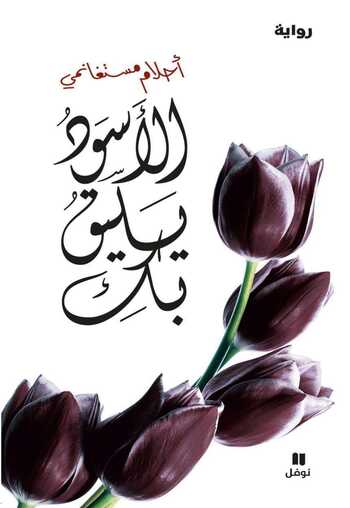 رواية
أحلام مستغانمي
الأسود
يليق
بك
نوفل